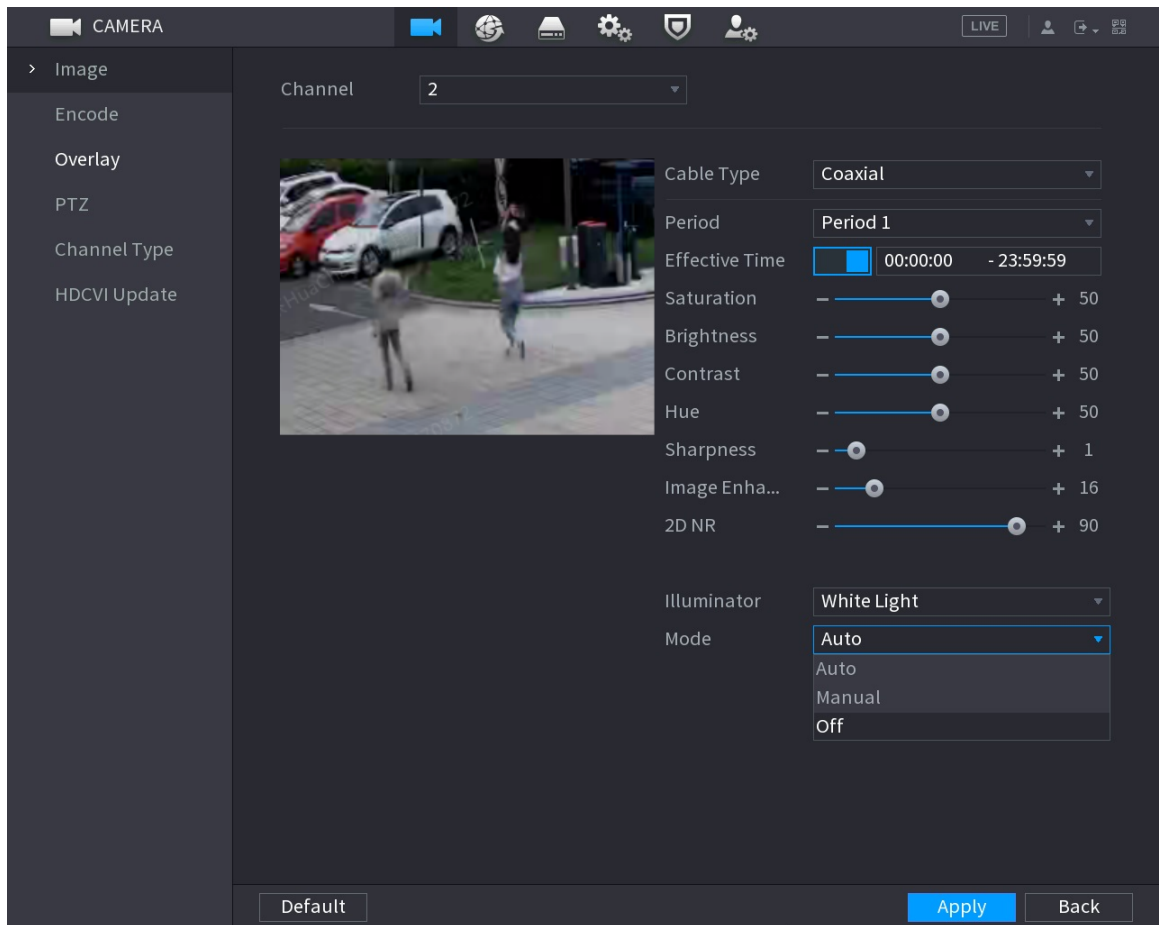 CAMERA
LIVE
Image
Encode
Overlay
PTZ
Channel Type
HDCVI Update
Channel 2
Cable Type Coaxial
Period Period 1
Effective Time 00:00:00 - 23:59:59
Saturation 50
Brightness 50
Contrast 50
Hue 50
Sharpness 1
Image Enha... 16
2D NR 90
Illuminator White Light
Mode Auto
Auto
Manual
Off
Default
Apply
Back